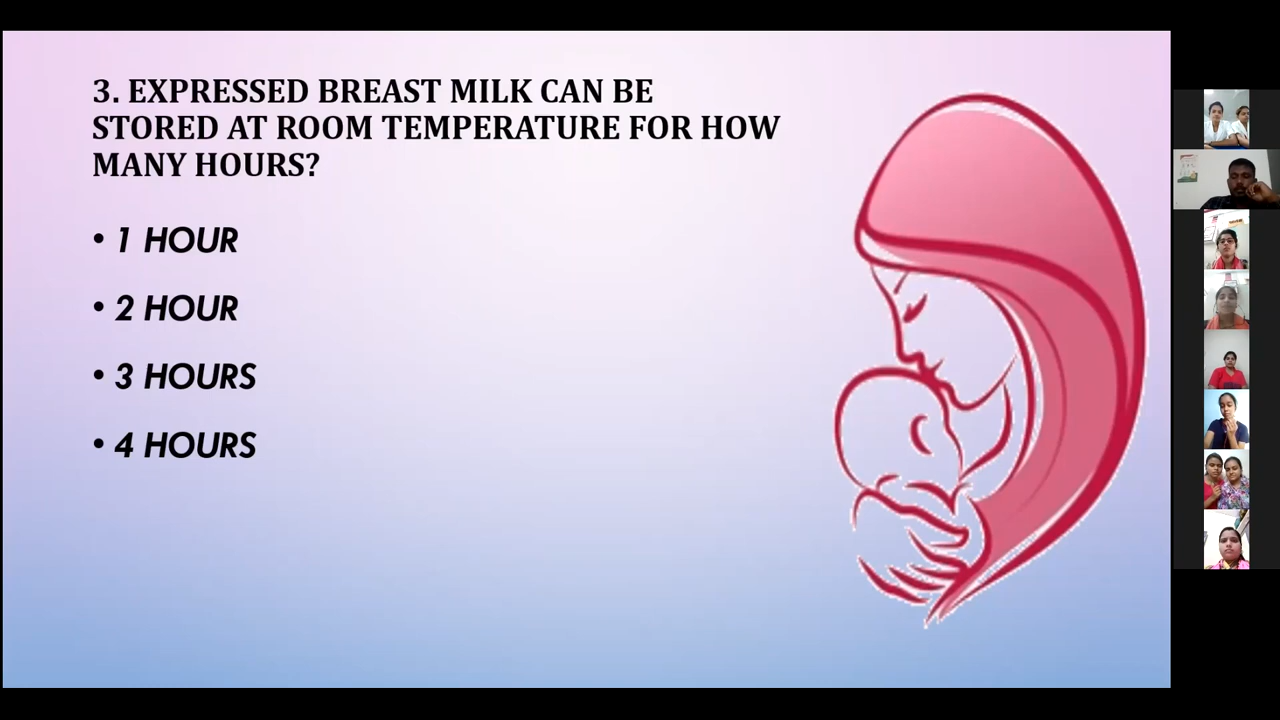 3. EXPRESSED BREAST MILK CAN BE
STORED AT ROOM TEMPERATURE FOR HOW
MANY HOURS?
• 1 HOUR
• 2 HOUR
• 3 HOURS
• 4 HOURS